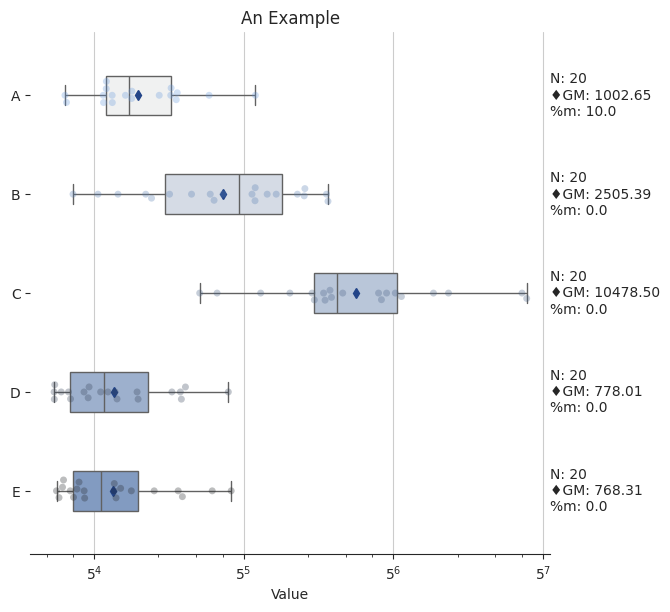 An Example
A
N: 20
♦GM: 1002.65
%m: 10.0
B
N: 20
♦GM: 2505.39
%m: 0.0
C
N: 20
♦GM: 10478.50
%m: 0.0
D
N: 20
♦GM: 778.01
%m: 0.0
E
N: 20
♦GM: 768.31
%m: 0.0
5⁴ 5⁵ 5⁶ 5⁷
Value